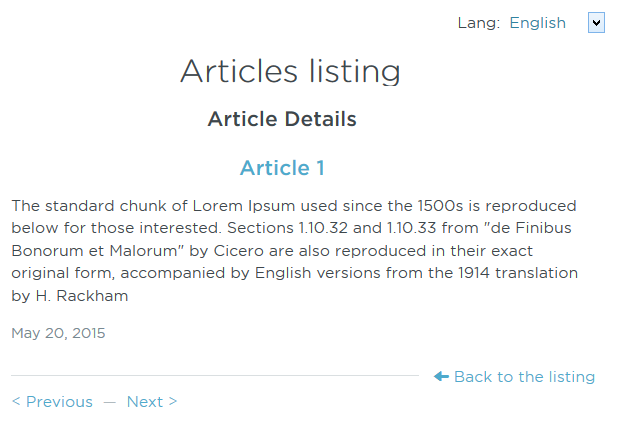 Lang: English
Articles listing
Article Details
Article 1
The standard chunk of Lorem Ipsum used since the 1500s is reproduced
below for those interested. Sections 1.10.32 and 1.10.33 from "de Finibus
Bonorum et Malorum" by Cicero are also reproduced in their exact
original form, accompanied by English versions from the 1914 translation
by H. Rackham
May 20, 2015
Back to the listing
< Previous — Next >